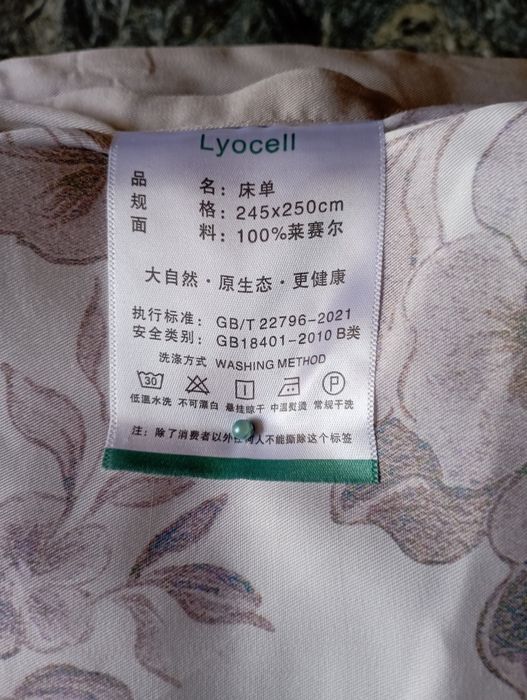 Lyocell
品 名：床单
规 格：245x250cm
面 料：100%莱赛尔
大自然·原生态·更健康
执行标准：GB/T 22796-2021
安全类别：GB18401-2010 B类
洗涤方式 WASHING METHOD
30 P
低温水洗 不可漂白 悬挂晾干 中温熨烫 常规干洗
注：除了消费者以外 人不能撕除这个标签